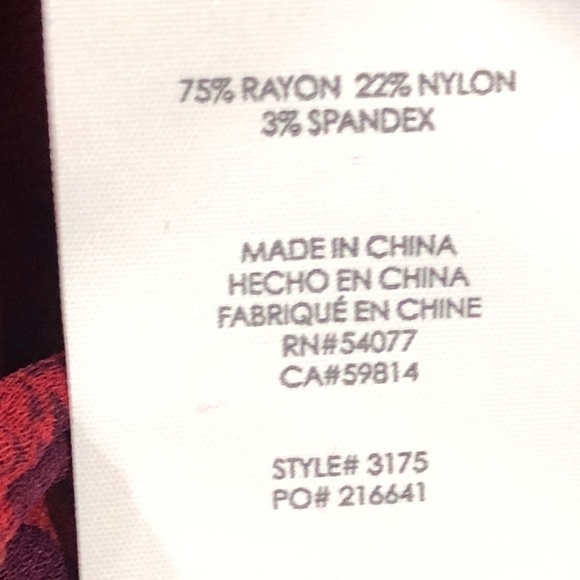 75% RAYON 22% NYLON
3% SPANDEX
MADE IN CHINA
HECHO EN CHINA
FABRIQUÉ EN CHINE
RN#54077
CA#59814
STYLE# 3175
PO# 216641